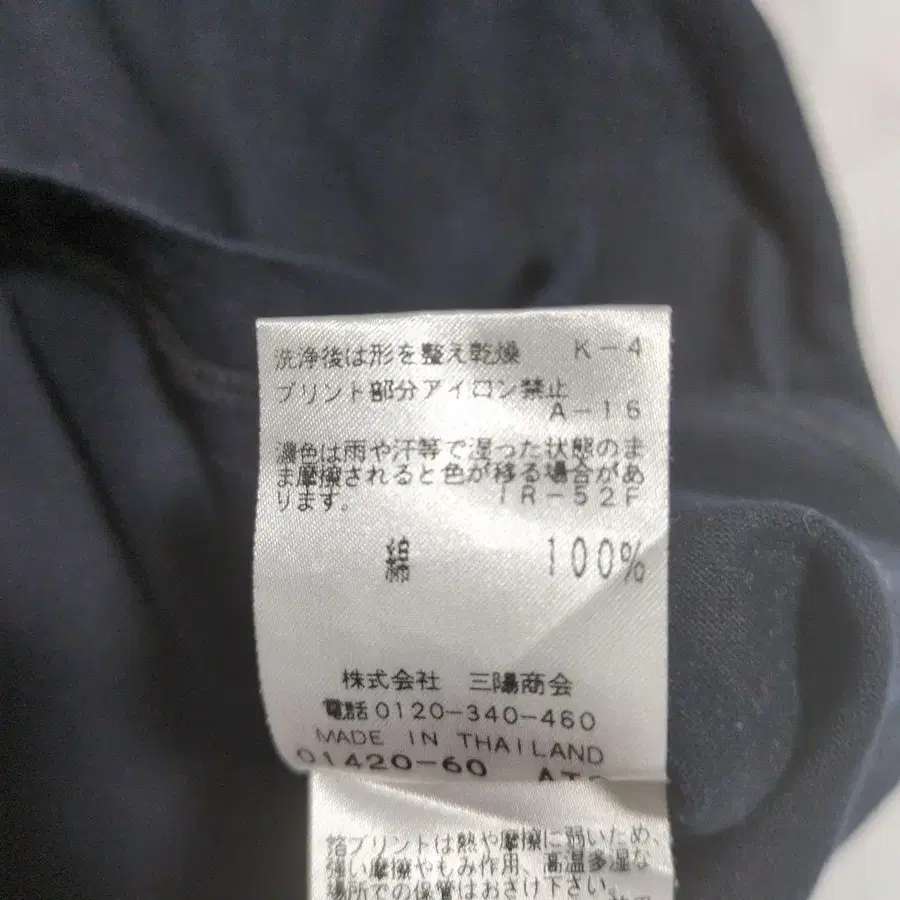 洗浄後は形を整え乾燥 K-4
プリント部分アイロン禁止
A-16
濃色は雨や汗等で湿った状態のま
ま摩擦されると色が移る場合があ
ります。 IR-52F
綿 100%
株式会社 三陽商会
電話0120-340-460
MADE IN THAILAND
01420-60
箔プリントは熱や摩擦に弱いため、
強い摩擦やもみ作用、高温多湿な
場所での保管はおさけ下さい。